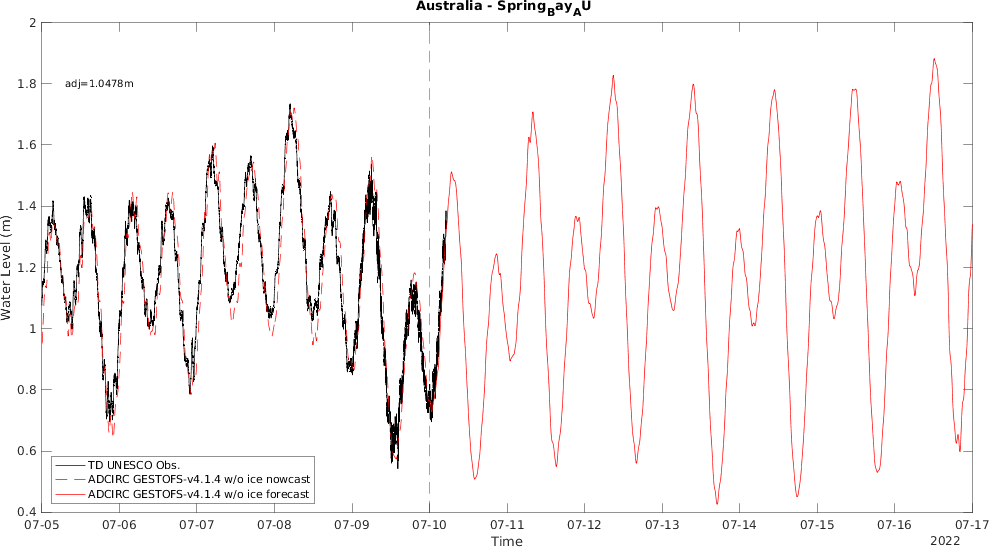 Australia - Spring_Bay_AU
2
1.8
1.6
1.4
1.2
1
0.8
0.6
0.4
Water Level (m)
adj=1.0478m
TD UNESCO Obs.
ADCIRC GESTOFS-v4.1.4 w/o ice nowcast
ADCIRC GESTOFS-v4.1.4 w/o ice forecast
07-05 07-06 07-07 07-08 07-09 07-10 07-11 07-12 07-13 07-14 07-15 07-16 07-17
Time
2022